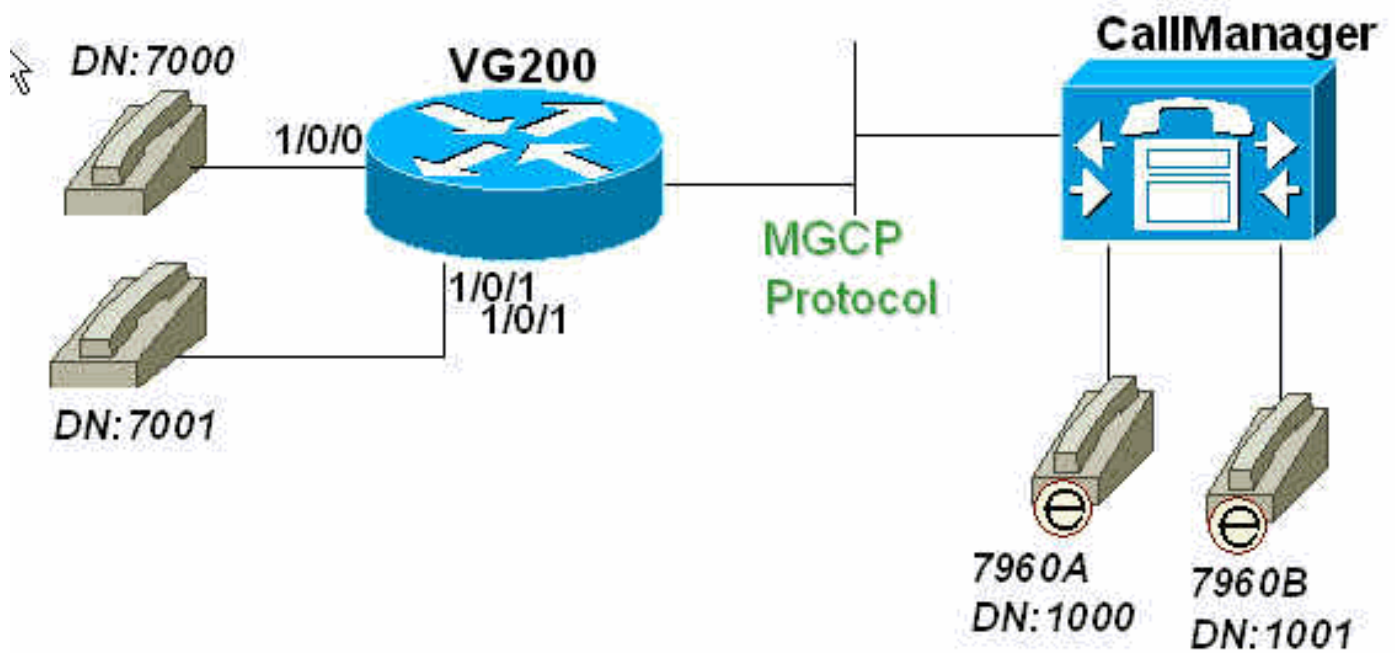 DN:7000
VG200
CallManager
1/0/0
1/0/1
1/0/1
MGCP
Protocol
DN:7001
e
e
7960A
DN:1000
7960B
DN:1001